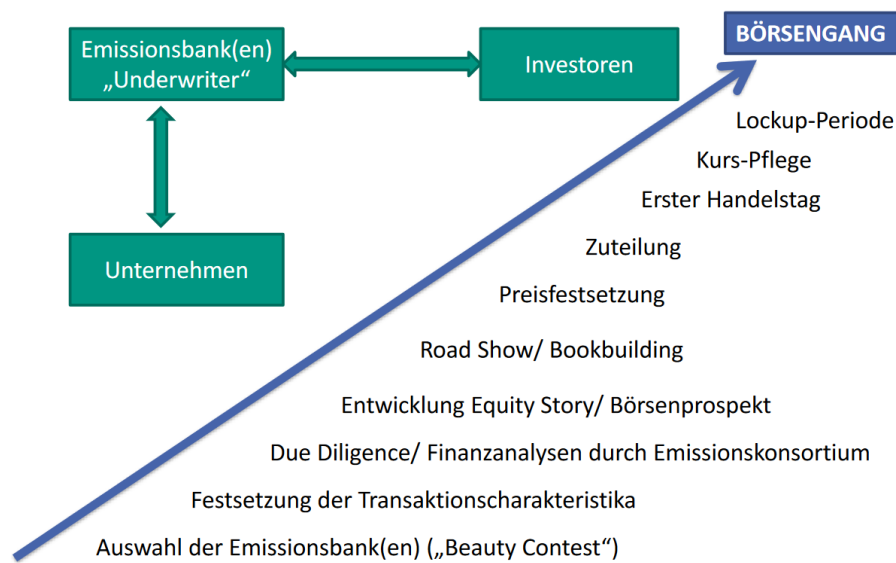 Emissionsbank(en)
„Underwriter“
Investoren
BÖRSENGANG
Unternehmen
Lockup-Periode
Kurs-Pflege
Erster Handelstag
Zuteilung
Preisfestsetzung
Road Show/ Bookbuilding
Entwicklung Equity Story/ Börsenprospekt
Due Diligence/ Finanzanalysen durch Emissionskonsortium
Festsetzung der Transaktionscharakteristika
Auswahl der Emissionsbank(en) („Beauty Contest“)